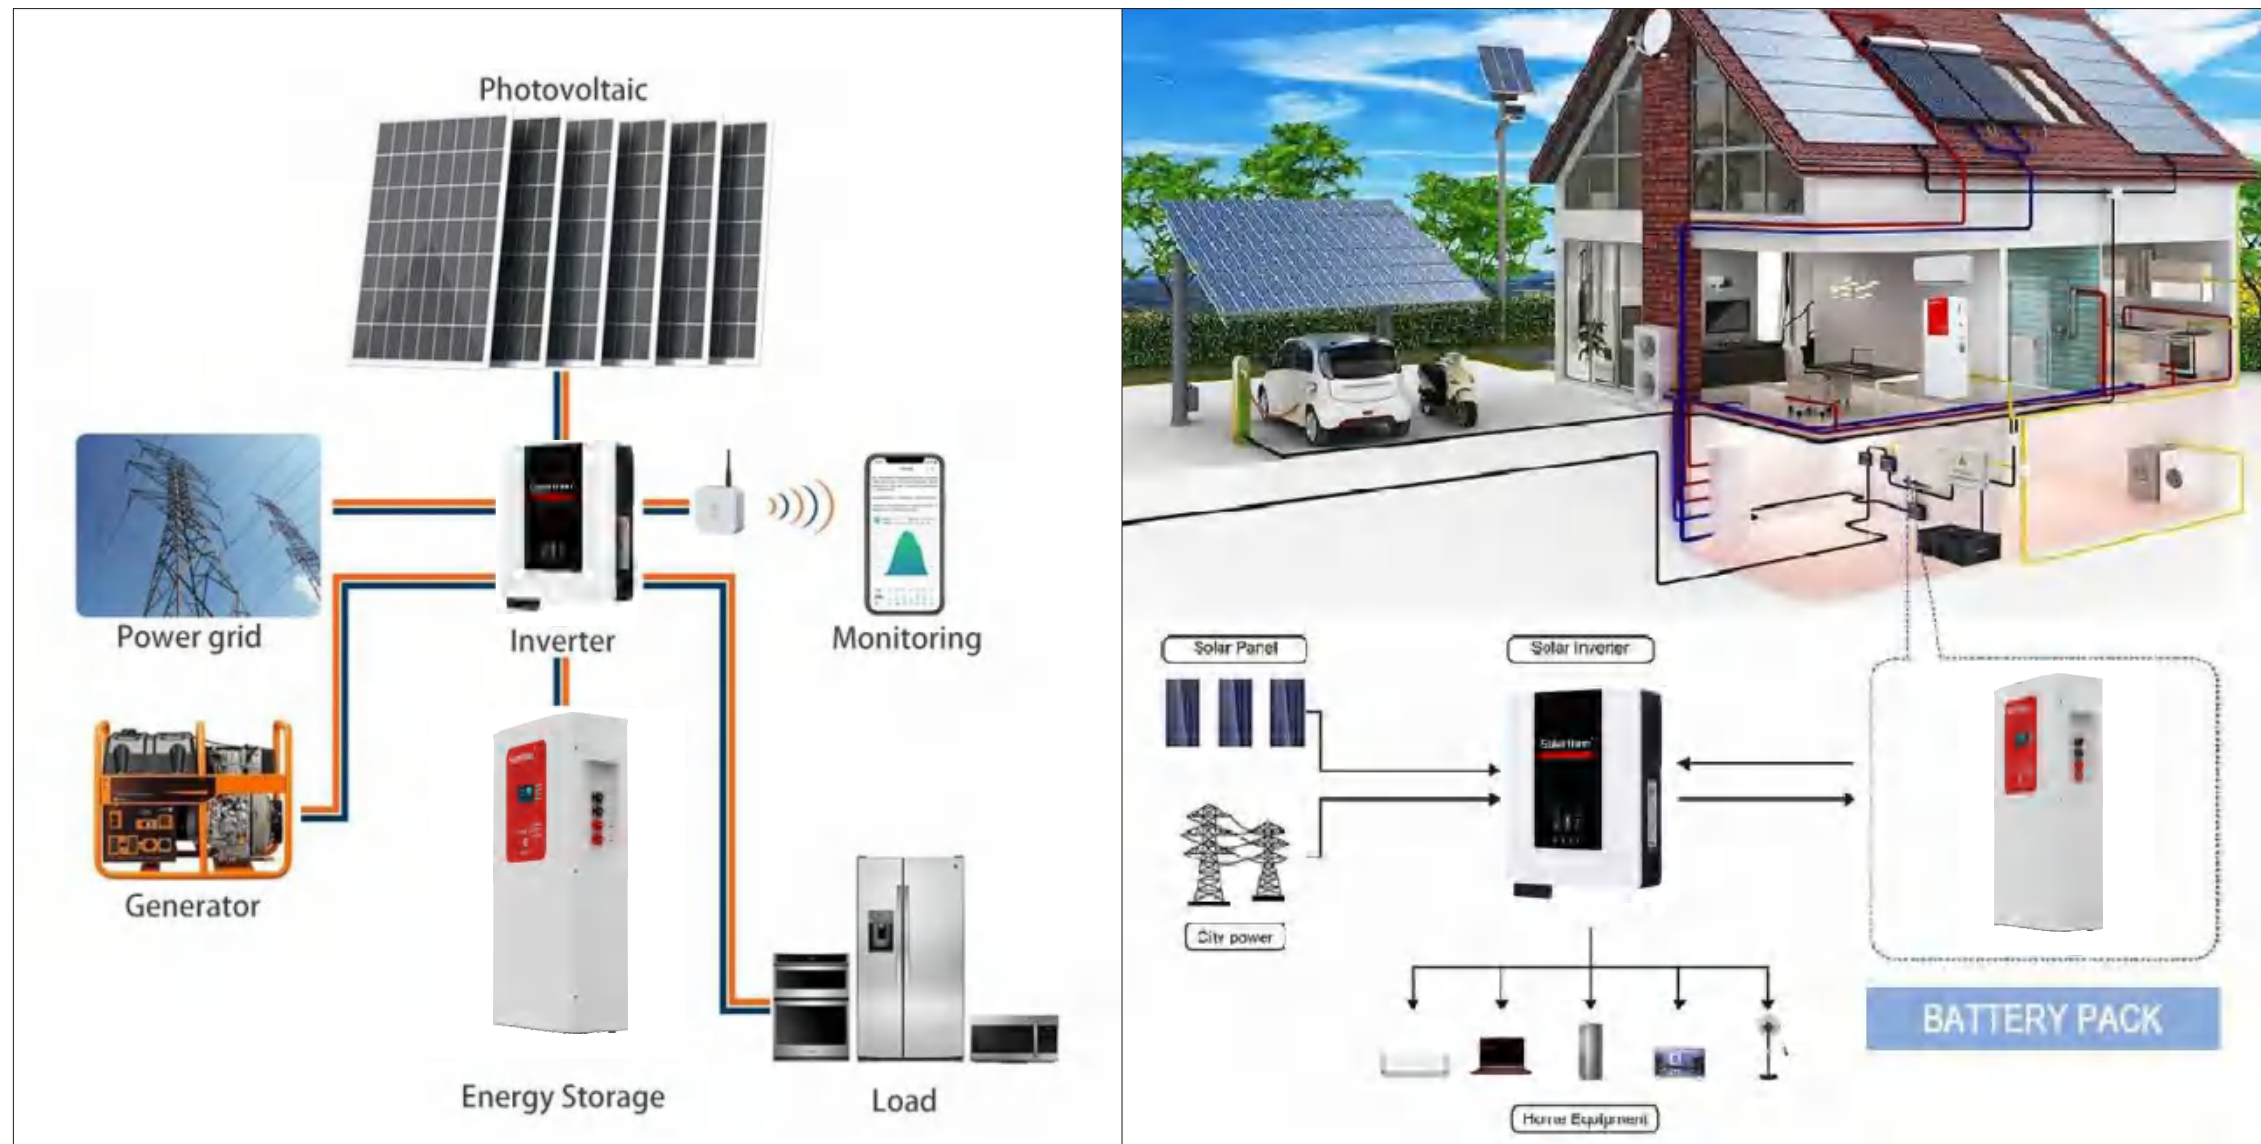 Photovoltaic
Power grid
Inverter
Monitoring
Generator
Energy Storage
Load
Solar Panel
Solar Inverter
City power
BATTERY PACK
Home Equipment